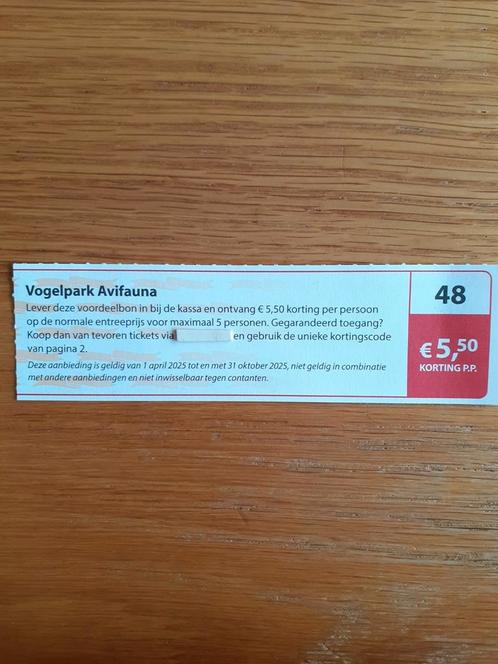 Vogelpark Avifauna
Lever deze voordeelbon in bij de kassa en ontvang € 5,50 korting per persoon
op de normale entreeprijs voor maximaal 5 personen. Gegarandeerd toegang?
Koop dan van tevoren tickets via en gebruik de unieke kortingscode
van pagina 2.
Deze aanbieding is geldig van 1 april 2025 tot en met 31 oktober 2025, niet geldig in combinatie
met andere aanbiedingen en niet inwisselbaar tegen contanten.
48
€ 5,50
KORTING P.P.